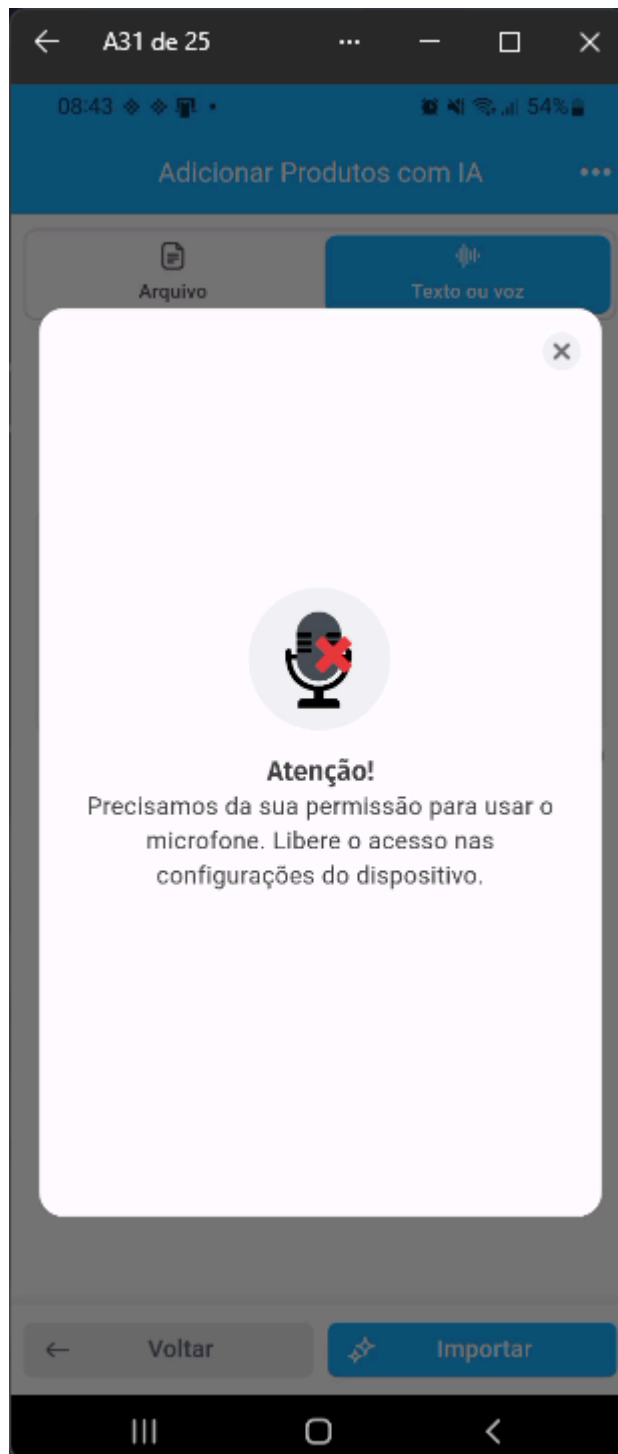 A31 de 25
08:43
54%
Adicionar Produtos com IA
Arquivo
Texto ou voz
Atenção!
Precisamos da sua permissão para usar o
microfone. Libere o acesso nas
configurações do dispositivo.
Voltar
Importar